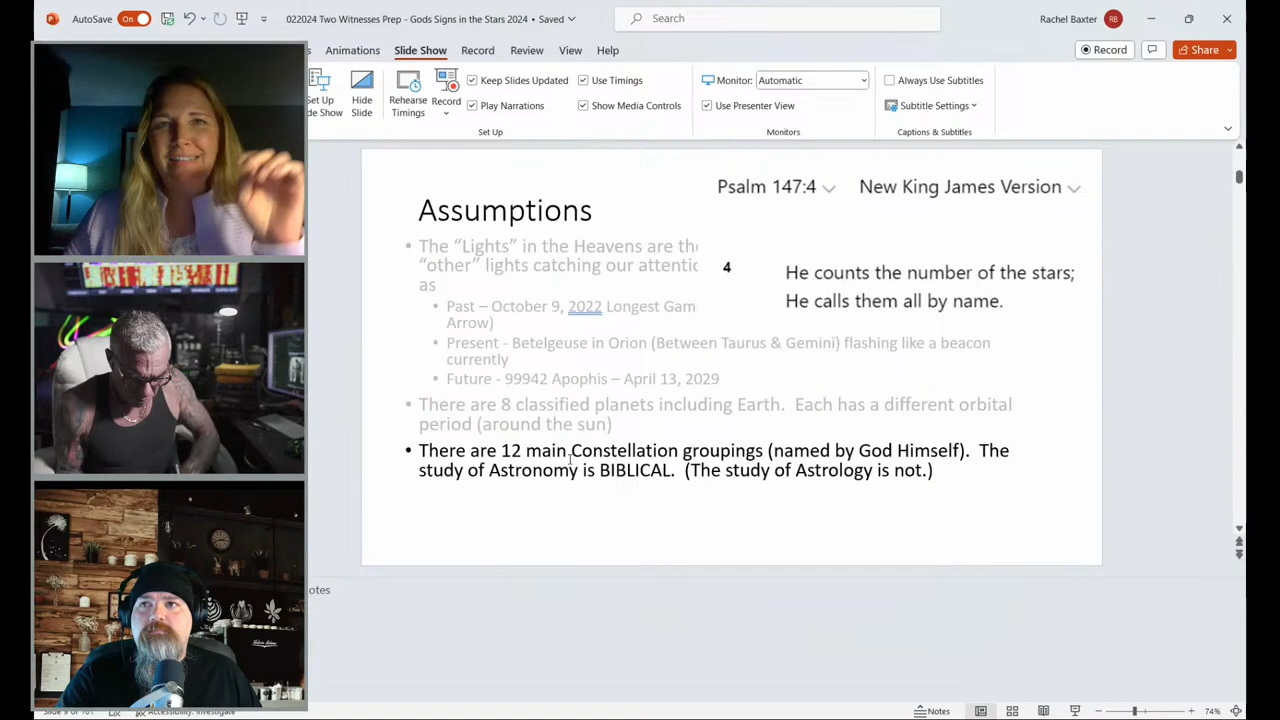 AutoSave On 022024 Two Witnesses Prep - Gods Signs in the Stars 2024 • Saved Search Rachel Baxter RB
Animations Slide Show Record Review View Help Record Share
Set Up Hide Slide Rehearse Timings Record
Keep Slides Updated Use Timings
Play Narrations Show Media Controls
Set Up
Monitor: Automatic
Use Presenter View
Monitors
Always Use Subtitles
Subtitle Settings
Captions & Subtitles
Psalm 147:4 New King James Version
4 He counts the number of the stars;
He calls them all by name.
Assumptions
• The “Lights” in the Heavens are the
“other” lights catching our
as
• Past – October 9, 2022 Longest Gam
Arrow)
• Present - Betelgeuse in Orion (Between Taurus & Gemini) flashing like a beacon
currently
• Future - 99942 Apophis – April 13, 2029
• There are 8 classified planets including Earth. Each has a different orbital
period (around the sun)
• There are 12 main Constellation groupings (named by God Himself). The
study of Astronomy is BIBLICAL. (The study of Astrology is not.)
otes
Slide 9 of 161 Accessibility: Investigate Notes 74%